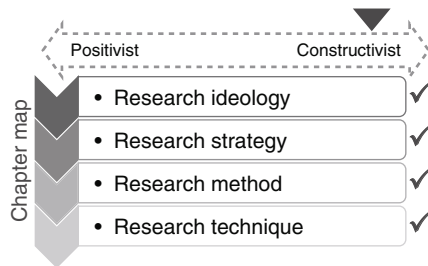 Positivist Constructivist
Chapter map
• Research ideology
• Research strategy
• Research method
• Research technique